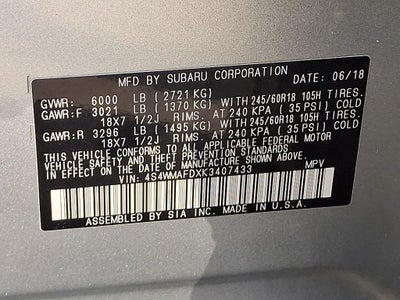 MFD BY SUBARU CORPORATION DATE: 06/18
GVWR: 6000 LB (2721 KG)
GAWR:F 3021 LB (1370 KG) WITH 245/60R18 105H TIRES.
18X7 1/2J RIMS. AT 240 KPA (35 PSI) COLD
GAWR:R 3296 LB (1495 KG) WITH 245/60R18 105H TIRES.
18X7 1/2J RIMS. AT 240 KPA (35 PSI) COLD
THIS VEHICLE CONFORMS TO ALL APPLICABLE FEDERAL MOTOR
VEHICLE SAFETY AND THEFT PREVENTION STANDARDS IN EFFECT
ON THE DATE OF MANUFACTURE SHOWN ABOVE.
VIN: 4S4WMAFDXK3407433 MPV
ASSEMBLED BY SIA INC. MADE IN U.S.A.